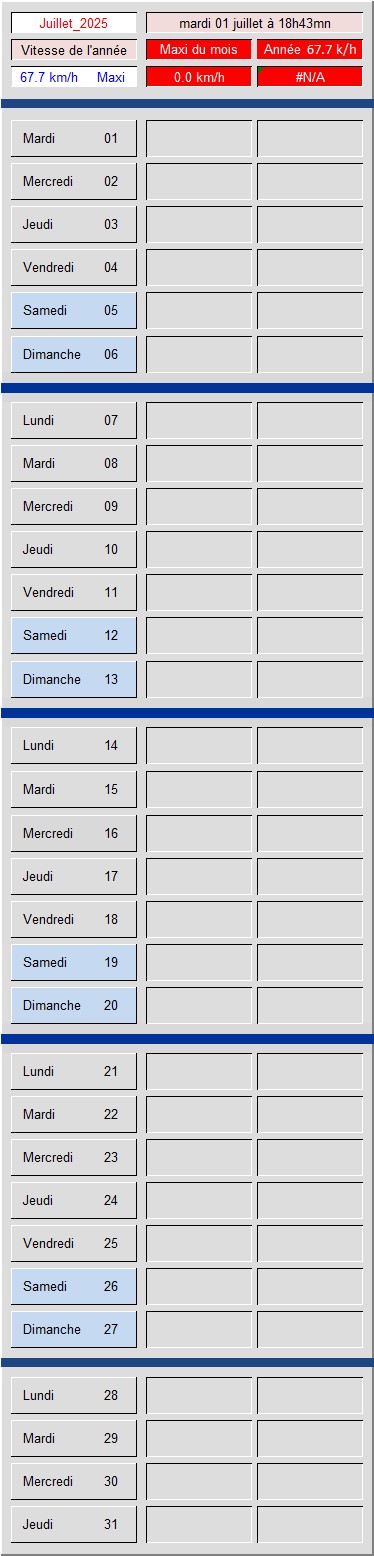 Juillet_2025 mardi 01 juillet à 18h43mn
Vitesse de l'année Maxi du mois Année 67.7 k/h
67.7 km/h Maxi 0.0 km/h #N/A
Mardi 01
Mercredi 02
Jeudi 03
Vendredi 04
Samedi 05
Dimanche 06
Lundi 07
Mardi 08
Mercredi 09
Jeudi 10
Vendredi 11
Samedi 12
Dimanche 13
Lundi 14
Mardi 15
Mercredi 16
Jeudi 17
Vendredi 18
Samedi 19
Dimanche 20
Lundi 21
Mardi 22
Mercredi 23
Jeudi 24
Vendredi 25
Samedi 26
Dimanche 27
Lundi 28
Mardi 29
Mercredi 30
Jeudi 31